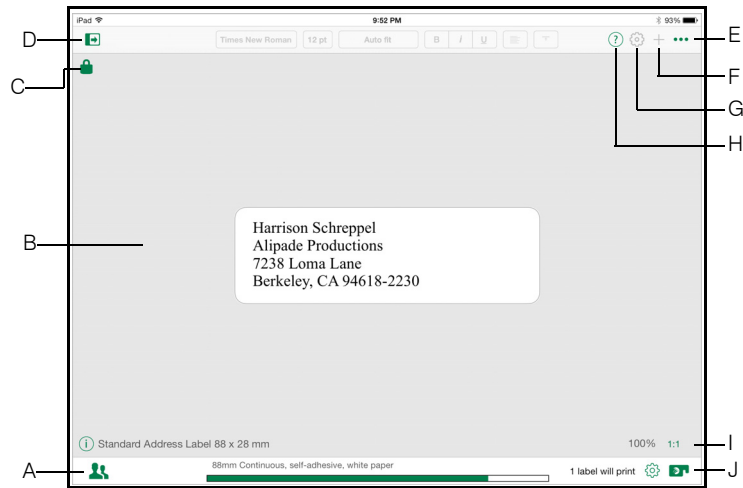 iPad 9:52 PM 93%
D Times New Roman 12 pt Auto fit B I U ? E
C F
G
H
B
Harrison Schreppel
Alipade Productions
7238 Loma Lane
Berkeley, CA 94618-2230
i Standard Address Label 88 x 28 mm 100% 1:1 I
A 88mm Continuous, self-adhesive, white paper 1 label will print J